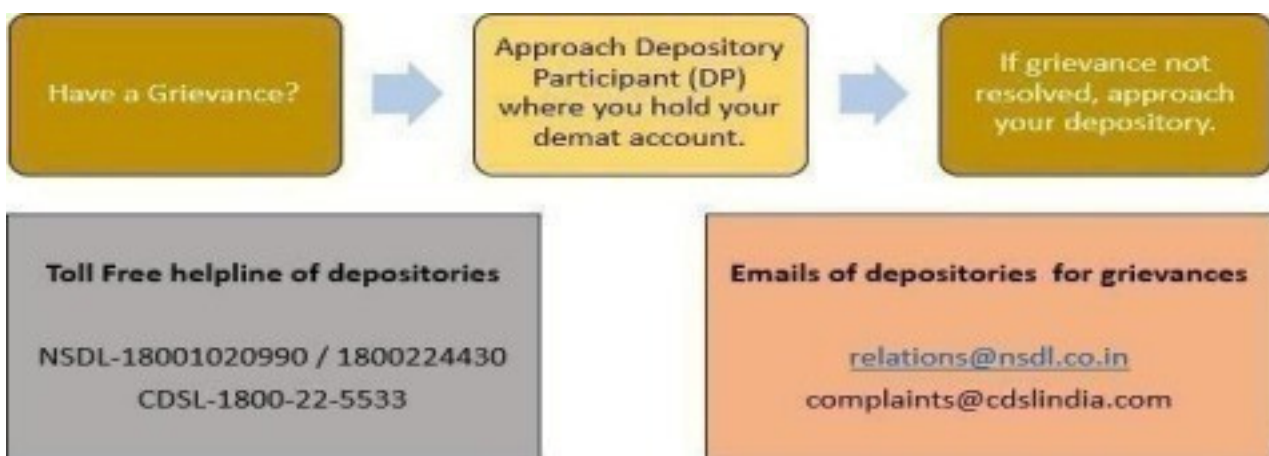 Have a Grievance?
Approach Depository
Participant (DP)
where you hold your
demat account.
If grievance not
resolved, approach
your depository.
Toll Free helpline of depositories
NSDL-18001020990 / 1800224430
CDSL-1800-22-5533
Emails of depositories for grievances
relations@nsdl.co.in
complaints@cdslindia.com